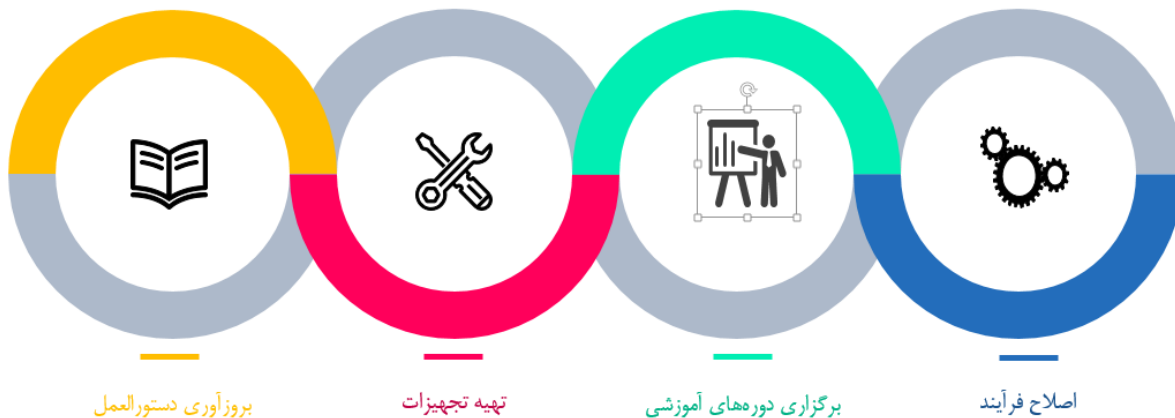 اصلاح فرآیند
برگزاری دوره‌های آموزشی
تهیه تجهیزات
بروزآوری دستورالعمل